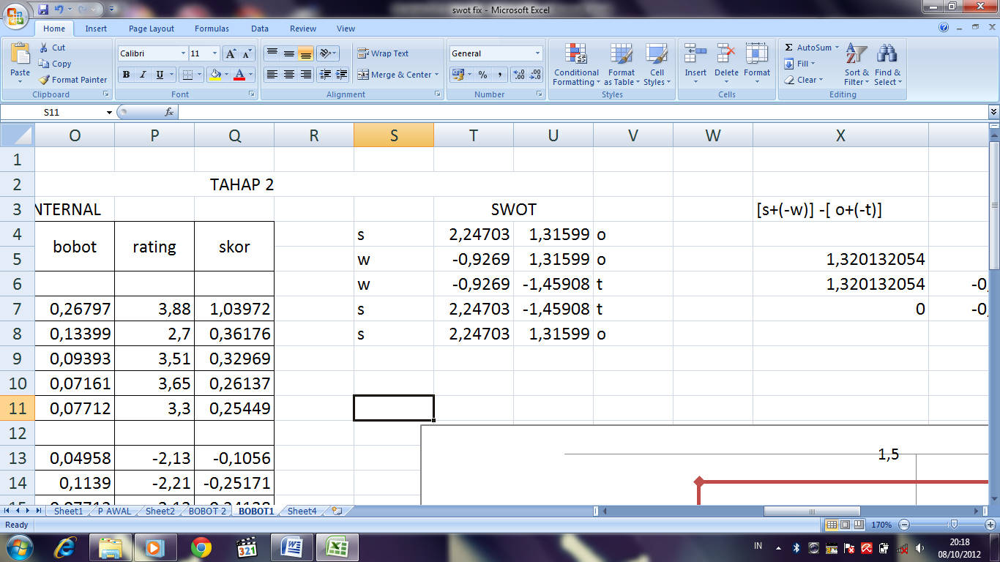 swot fix - Microsoft Excel
Home Insert Page Layout Formulas Data Review View
Paste Cut Copy Format Painter Clipboard
Calibri 11 B I U Font
Wrap Text Merge & Center Alignment
General % , Number
Conditional Formatting Format as Table Cell Styles Styles
Insert Delete Format Cells
Σ AutoSum Fill Clear Sort & Filter Find & Select Editing
S11 fx
O P Q R S T U V W X
1
2 TAHAP 2
3 NTERNAL SWOT [s+(-w)] -[ o+(-t)]
4 bobot rating skor s 2,24703 1,31599 o
5 w -0,9269 1,31599 o 1,320132054
6 w -0,9269 -1,45908 t 1,320132054
7 0,26797 3,88 1,03972 s 2,24703 -1,45908 t 0
8 0,13399 2,7 0,36176 s 2,24703 1,31599 o
9 0,09393 3,51 0,32969
10 0,07161 3,65 0,26137
11 0,07712 3,3 0,25449
12
13 0,04958 -2,13 -0,1056 1,5
14 0,1139 -2,21 -0,25171
Sheet1 P AWAL Sheet2 BOBOT 2 BOBOT1 Sheet4
Ready 170%
321 IN 20:18
08/10/2012